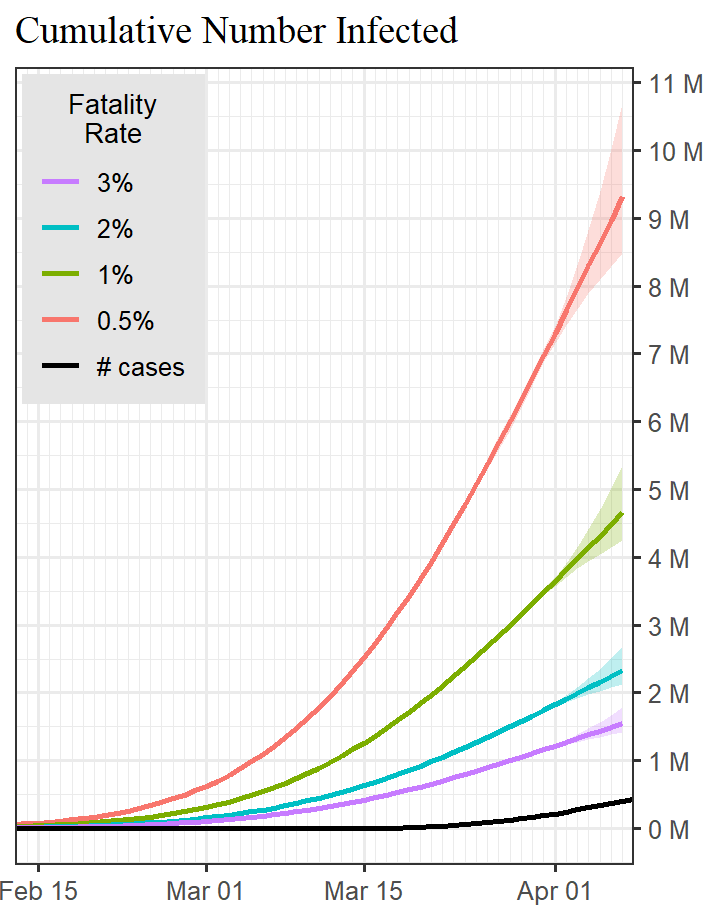 Cumulative Number Infected
Fatality
Rate
3%
2%
1%
0.5%
# cases
11 M
10 M
9 M
8 M
7 M
6 M
5 M
4 M
3 M
2 M
1 M
0 M
Feb 15
Mar 01
Mar 15
Apr 01